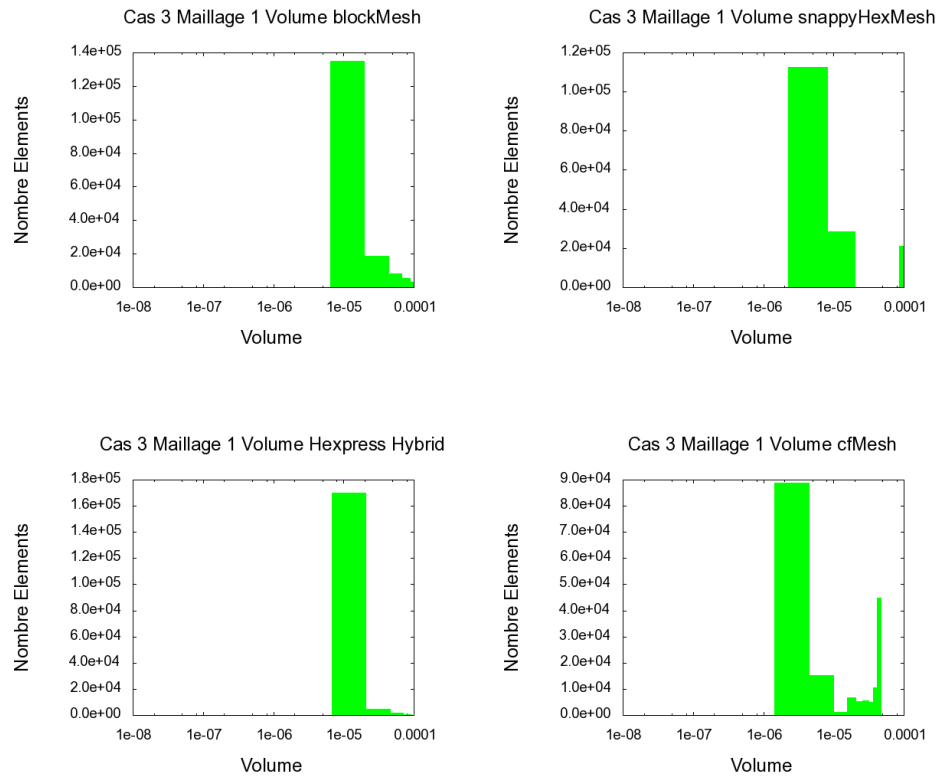 Cas 3 Maillage 1 Volume blockMesh
1.4e+05
1.2e+05
1.0e+05
8.0e+04
6.0e+04
4.0e+04
2.0e+04
0.0e+00
Nombre Elements
1e-08 1e-07 1e-06 1e-05 0.0001
Volume
Cas 3 Maillage 1 Volume snappyHexMesh
1.2e+05
1.0e+05
8.0e+04
6.0e+04
4.0e+04
2.0e+04
0.0e+00
Nombre Elements
1e-08 1e-07 1e-06 1e-05 0.0001
Volume
Cas 3 Maillage 1 Volume Hexpress Hybrid
1.8e+05
1.6e+05
1.4e+05
1.2e+05
1.0e+05
8.0e+04
6.0e+04
4.0e+04
2.0e+04
0.0e+00
Nombre Elements
1e-08 1e-07 1e-06 1e-05 0.0001
Volume
Cas 3 Maillage 1 Volume cfMesh
9.0e+04
8.0e+04
7.0e+04
6.0e+04
5.0e+04
4.0e+04
3.0e+04
2.0e+04
1.0e+04
0.0e+00
Nombre Elements
1e-08 1e-07 1e-06 1e-05 0.0001
Volume